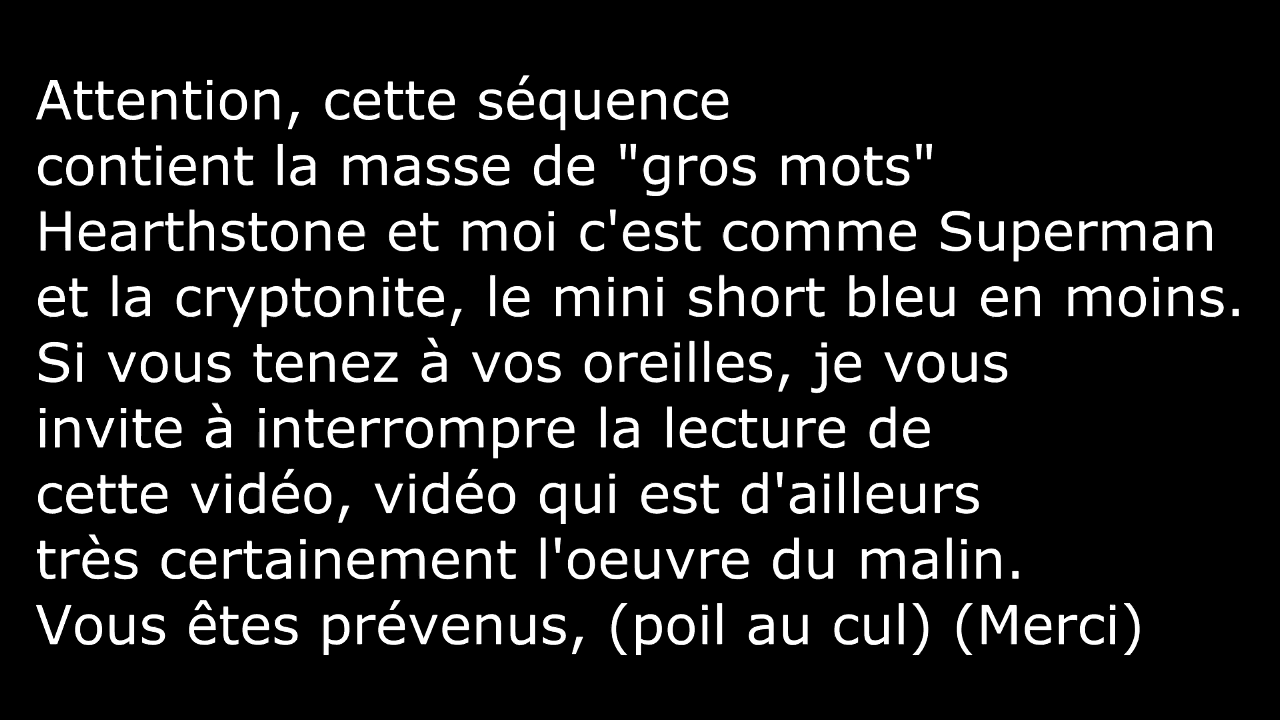 Attention, cette séquence
contient la masse de "gros mots"
Hearthstone et moi c'est comme Superman
et la cryptonite, le mini short bleu en moins.
Si vous tenez à vos oreilles, je vous
invite à interrompre la lecture de
cette vidéo, vidéo qui est d'ailleurs
très certainement l'oeuvre du malin.
Vous êtes prévenus, (poil au cul) (Merci)